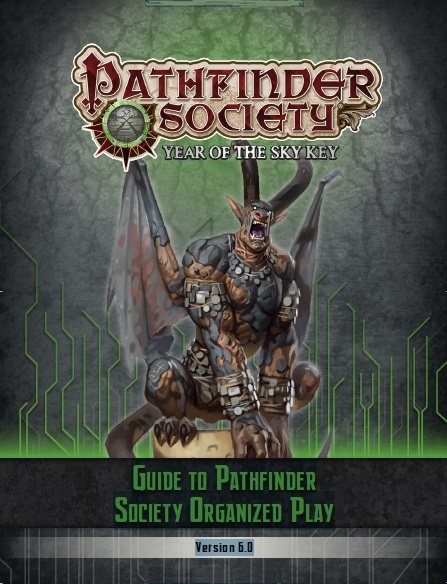 PATHFINDER
SOCIETY
YEAR OF THE SKY KEY
Guide to Pathfinder
Society Organized Play
Version 6.0